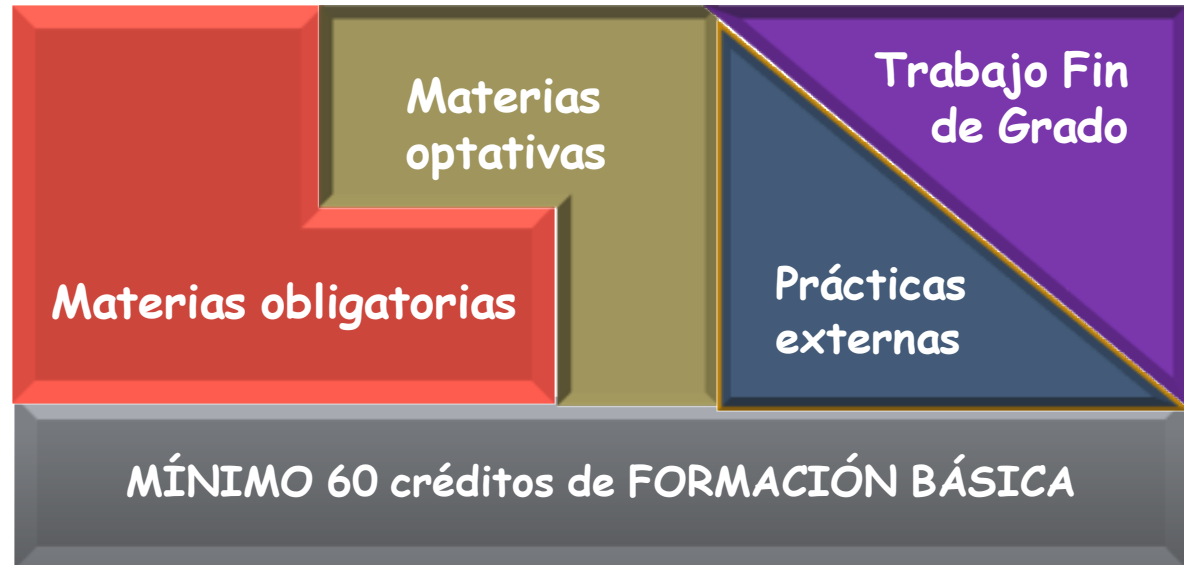 Materias
optativas
Trabajo Fin
de Grado
Materias obligatorias
Prácticas
externas
MÍNIMO 60 créditos de FORMACIÓN BÁSICA